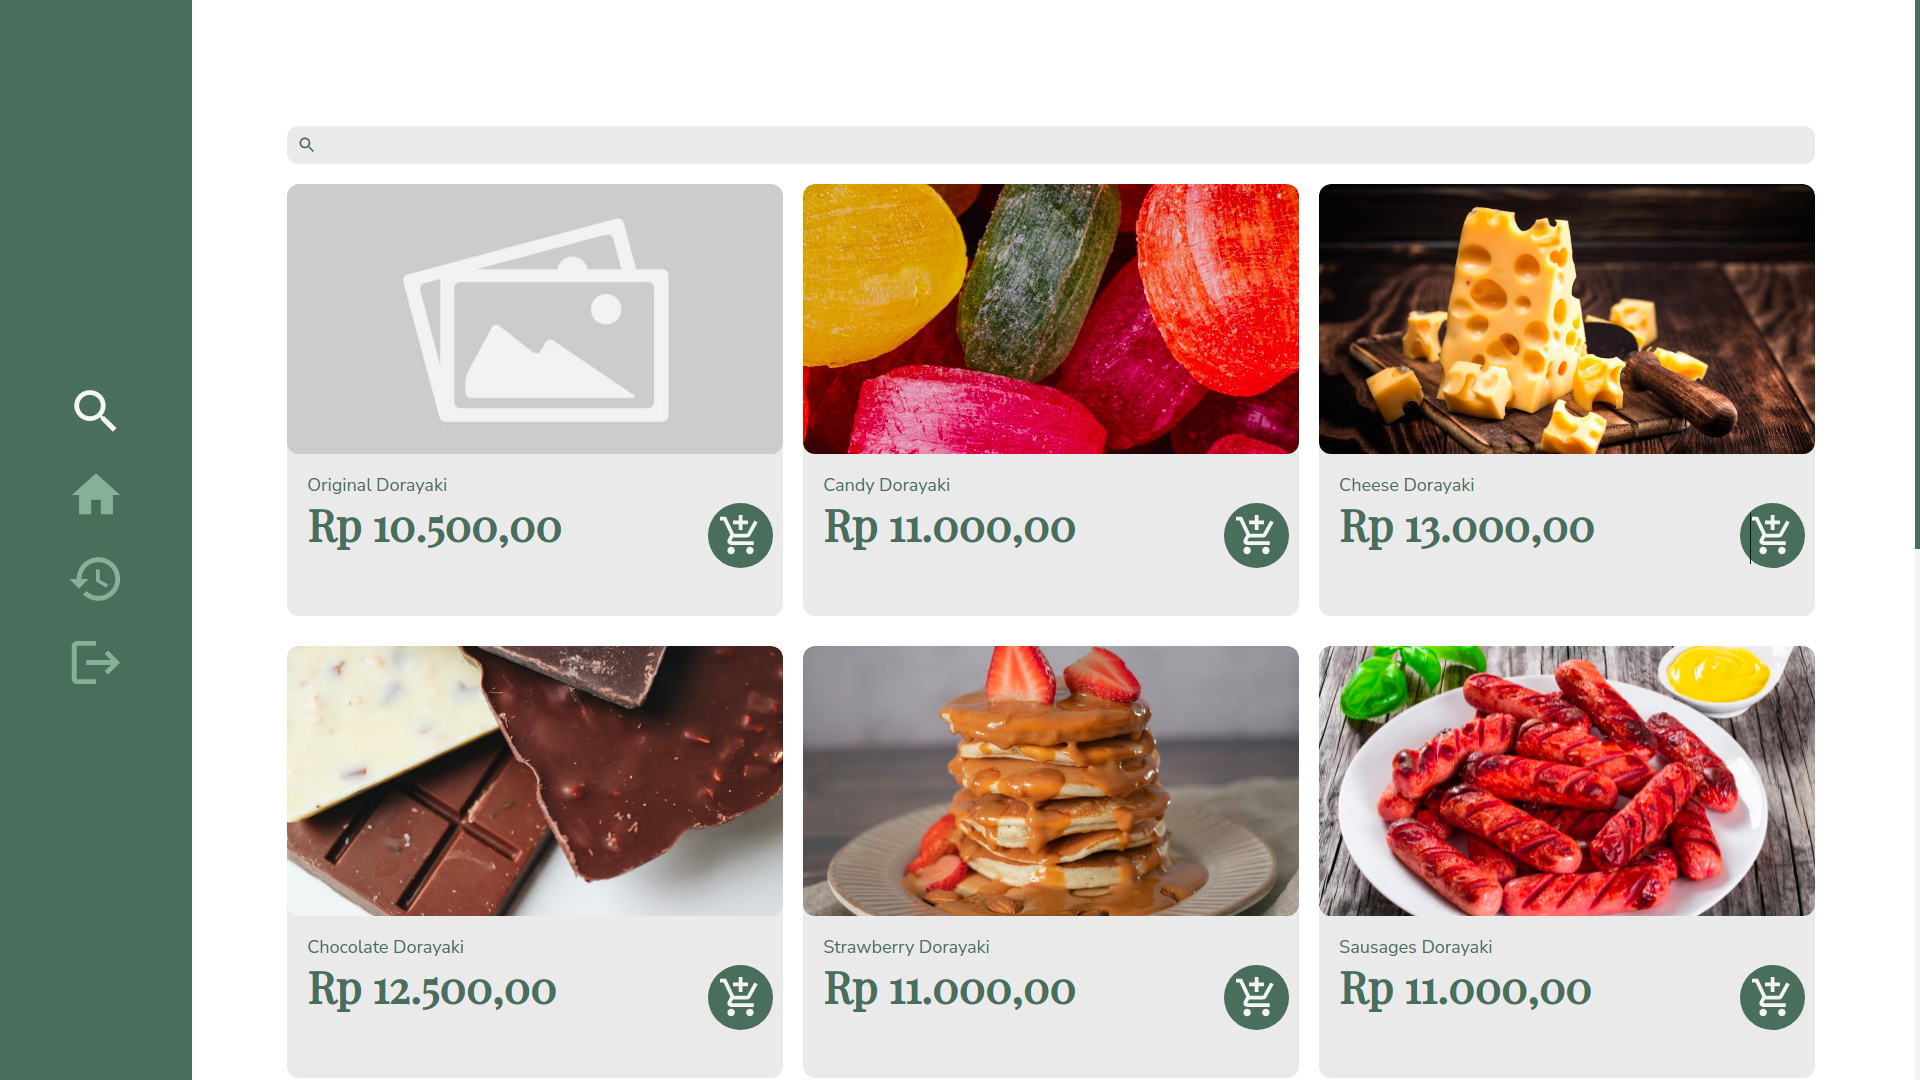 Original Dorayaki
Rp 10.500,00
Candy Dorayaki
Rp 11.000,00
Cheese Dorayaki
Rp 13.000,00
Chocolate Dorayaki
Rp 12.500,00
Strawberry Dorayaki
Rp 11.000,00
Sausages Dorayaki
Rp 11.000,00